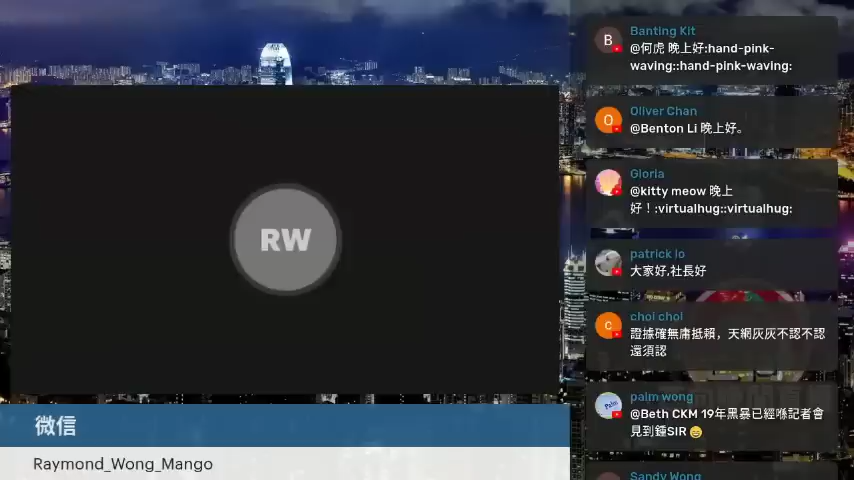 RW
微信
Raymond_Wong_Mango
B
Banting Kit
@何虎 晚上好:hand-pink-
waving::hand-pink-waving:
O
Oliver Chan
@Benton Li 晚上好。
Gloria
@kitty meow 晚上
好！:virtualhug::virtualhug:
patrick lo
大家好,社長好
c
choi choi
證據確無庸抵賴，天網灰灰不認不認
還須認
Palm
palm wong
@Beth CKM 19年黑暴已經喺記者會
見到鍾SIR
Sandy Wong